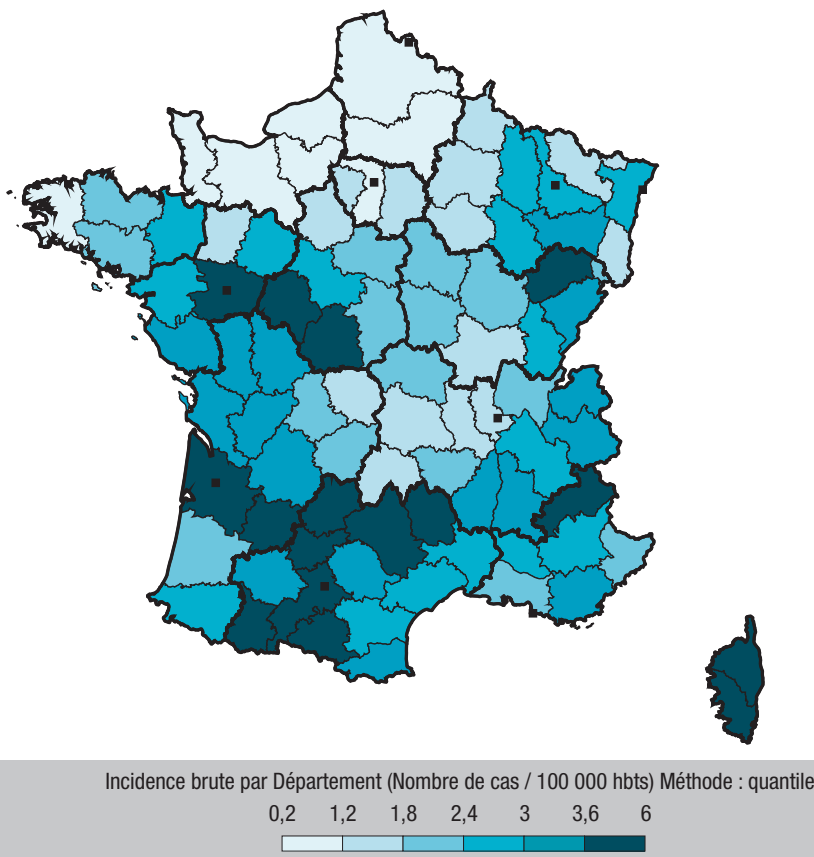 Incidence brute par Département (Nombre de cas / 100 000 hbts) Méthode : quantile
0,2 1,2 1,8 2,4 3 3,6 6